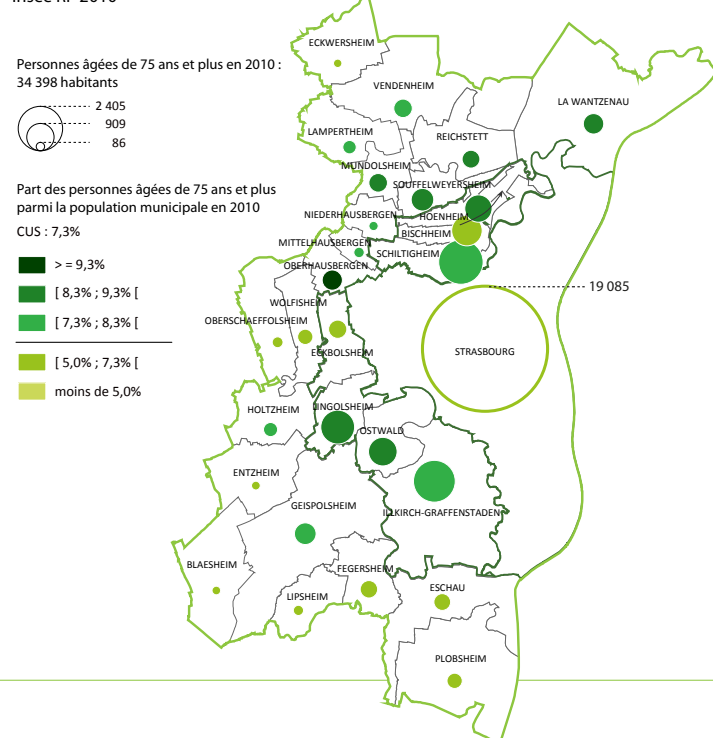 Insee RP 2010
Personnes âgées de 75 ans et plus en 2010 :
34 398 habitants
2 405
909
86
Part des personnes âgées de 75 ans et plus
parmi la population municipale en 2010
CUS : 7,3%
> = 9,3%
[ 8,3% ; 9,3% [
[ 7,3% ; 8,3% [
[ 5,0% ; 7,3% [
moins de 5,0%
ECKWERSHEIM
VENDENHEIM
LA WANTZENAU
LAMPERTHEIM
REICHSTETT
MUNDOLSHEIM
SOUFFELWEYERSHEIM
NIEDERHAUSBERGEN
HOENHEIM
BISCHHEIM
MITTELHAUSBERGEN
SCHILTIGHEIM
OBERHAUSBERGEN
19 085
WOLFISHEIM
OBERSCHAEFFOLSHEIM
ECKBOLSHEIM
STRASBOURG
HOLTZHEIM
LINGOLSHEIM
OSTWALD
ENTZHEIM
GEISPOLSHEIM
ILLKIRCH-GRAFFENSTADEN
BLAESHEIM
FEGERSHEIM
ESCHAU
LIPSHEIM
PLOBSHEIM